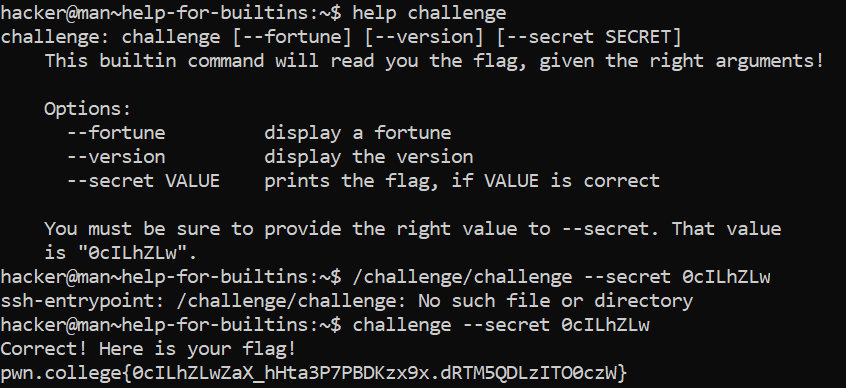 hacker@man~help-for-builtins:~$ help challenge
challenge: challenge [--fortune] [--version] [--secret SECRET]
    This builtin command will read you the flag, given the right arguments!

    Options:
      --fortune         display a fortune
      --version         display the version
      --secret VALUE    prints the flag, if VALUE is correct

    You must be sure to provide the right value to --secret. That value
    is "0cILhZLw".
hacker@man~help-for-builtins:~$ /challenge/challenge --secret 0cILhZLw
ssh-entrypoint: /challenge/challenge: No such file or directory
hacker@man~help-for-builtins:~$ challenge --secret 0cILhZLw
Correct! Here is your flag!
pwn.college{0cILhZLwZaX_hHta3P7PBDKzx9x.dRTM5QDLzITO0czW}